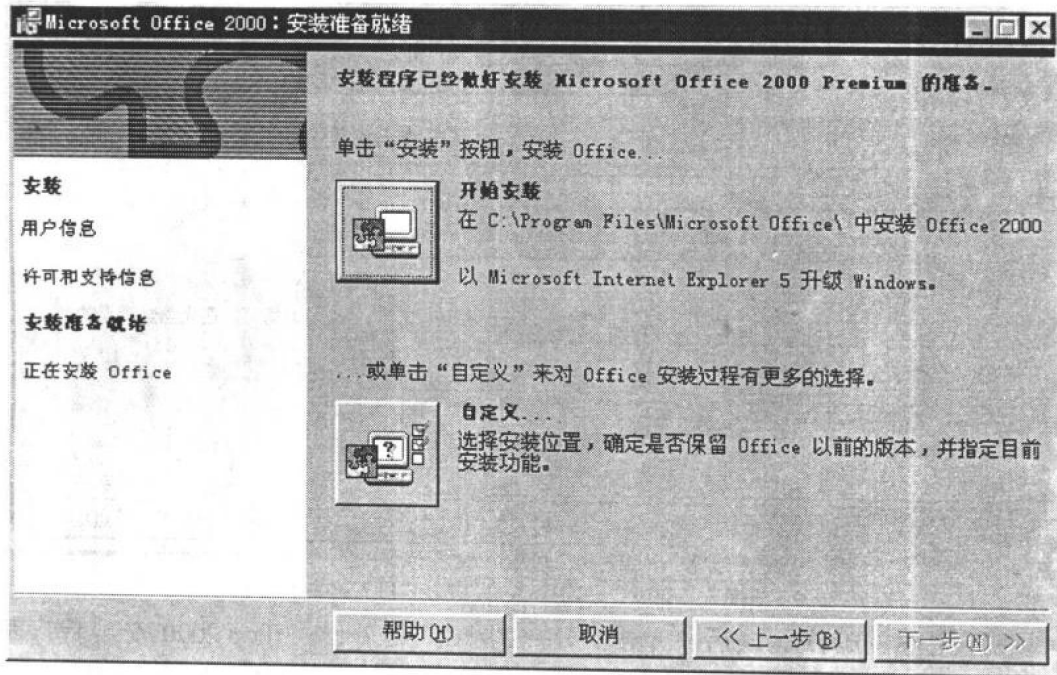 Microsoft Office 2000：安装准备就绪
安装程序已经做好安装 Microsoft Office 2000 Premium 的准备。
单击“安装”按钮，安装 Office...
开始安装
在 C:\Program Files\Microsoft Office\ 中安装 Office 2000
以 Microsoft Internet Explorer 5 升级 Windows。
...或单击“自定义”来对 Office 安装过程有更多的选择。
自定义...
选择安装位置，确定是否保留 Office 以前的版本，并指定目前
安装功能。
安装
用户信息
许可和支持信息
安装准备就绪
正在安装 Office
帮助(H)
取消
<< 上一步(B)
下一步(N) >>